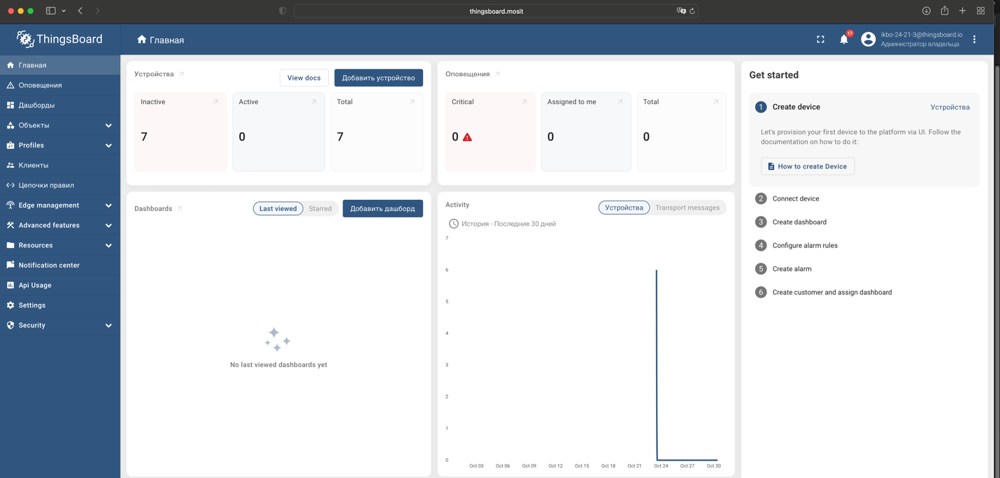 thingsboard.mosit
ThingsBoard
Главная
17
ikbo-24-21-3@thingsboard.io
Администратор владельца
Главная
Оповещения
Дашборды
Объекты
Profiles
Клиенты
Цепочки правил
Edge management
Advanced features
Resources
Notification center
Api Usage
Settings
Security
Устройства
View docs
Добавить устройство
Inactive
7
Active
0
Total
7
Оповещения
Critical
0
Assigned to me
0
Total
0
Dashboards
Last viewed
Starred
Добавить дашборд
No last viewed dashboards yet
Activity
Устройства
Transport messages
История - Последние 30 дней
7
6
5
4
3
2
1
0
Oct 03 Oct 06 Oct 09 Oct 12 Oct 15 Oct 18 Oct 21 Oct 24 Oct 27 Oct 30
Get started
1 Create device
Устройства
Let's provision your first device to the platform via UI. Follow the
documentation on how to do it:
How to create Device
2 Connect device
3 Create dashboard
4 Configure alarm rules
5 Create alarm
6 Create customer and assign dashboard